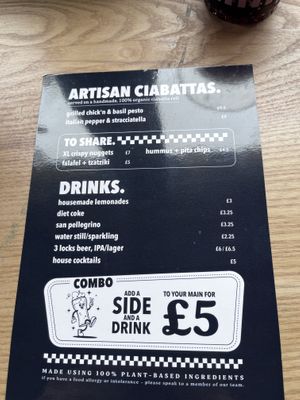 ARTISAN CIABATTAS.
served on a handmade, 100% organic ciabatta roll
grilled chick'n & basil pesto
italian pepper & stracciatella
TO SHARE.
XL crispy nuggets £7 hummus + pita chips
falafel + tzatziki £5
DRINKS.
housemade lemonades £3
diet coke £3.25
san pellegrino £3.25
water still/sparkling £2.25
3 locks beer, IPA/lager £6/£6.5
house cocktails £5
COMBO
ADD A SIDE AND A DRINK TO YOUR MAIN FOR £5
MADE USING 100% PLANT-BASED INGREDIENTS
if you have a food allergy or intolerance - please speak to a member of our team.